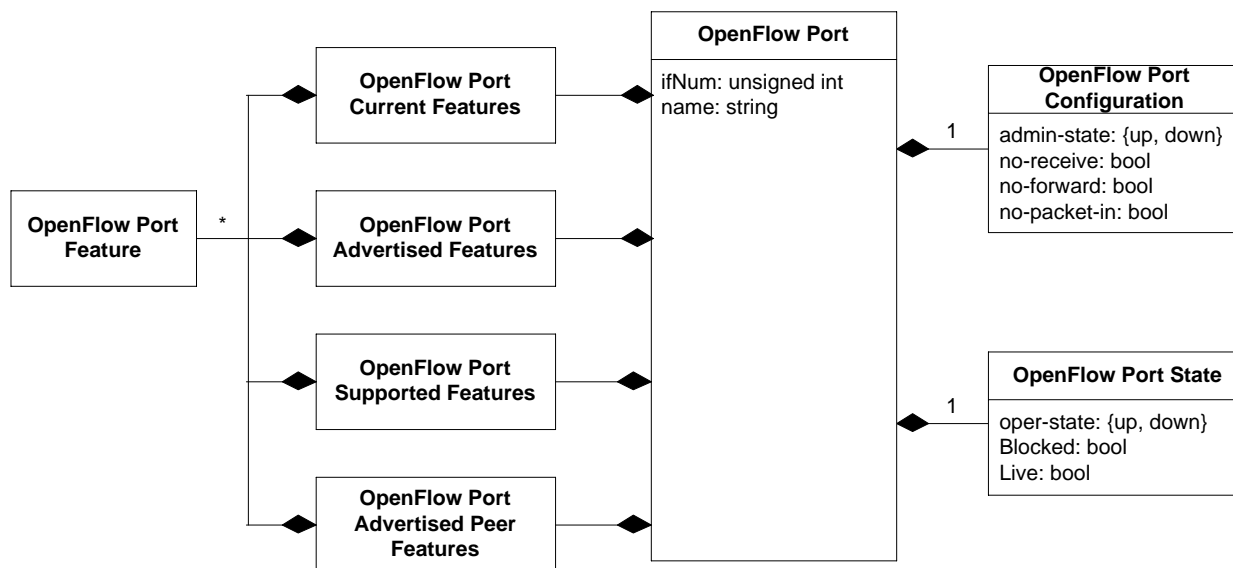 OpenFlow Port
ifNum: unsigned int
name: string
OpenFlow Port
Current Features
OpenFlow Port
Configuration
admin-state: {up, down}
no-receive: bool
no-forward: bool
no-packet-in: bool
1
OpenFlow Port
Feature
*
OpenFlow Port
Advertised Features
OpenFlow Port
Supported Features
OpenFlow Port State
oper-state: {up, down}
Blocked: bool
Live: bool
1
OpenFlow Port
Advertised Peer
Features